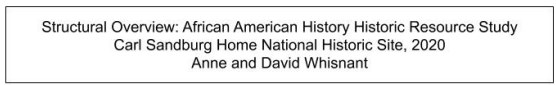 Structural Overview: African American History Historic Resource Study
Carl Sandburg Home National Historic Site, 2020
Anne and David Whisnant